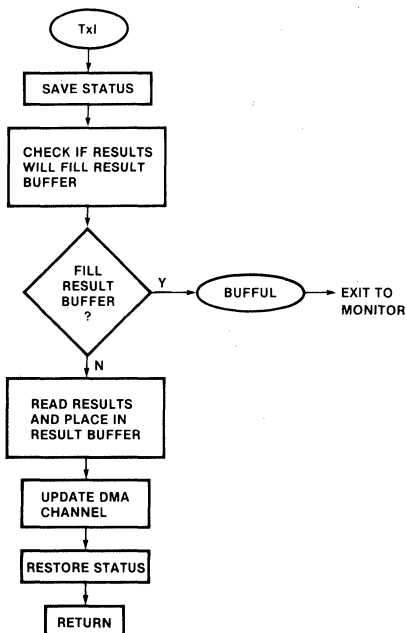 TxI
SAVE STATUS
CHECK IF RESULTS
WILL FILL RESULT
BUFFER
FILL
RESULT
BUFFER
?
Y
BUFFUL
EXIT TO
MONITOR
N
READ RESULTS
AND PLACE IN
RESULT BUFFER
UPDATE DMA
CHANNEL
RESTORE STATUS
RETURN